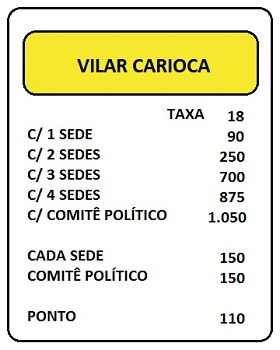 VILAR CARIOCA
TAXA 18
C/ 1 SEDE 90
C/ 2 SEDES 250
C/ 3 SEDES 700
C/ 4 SEDES 875
C/ COMITÊ POLÍTICO 1.050
CADA SEDE 150
COMITÊ POLÍTICO 150
PONTO 110